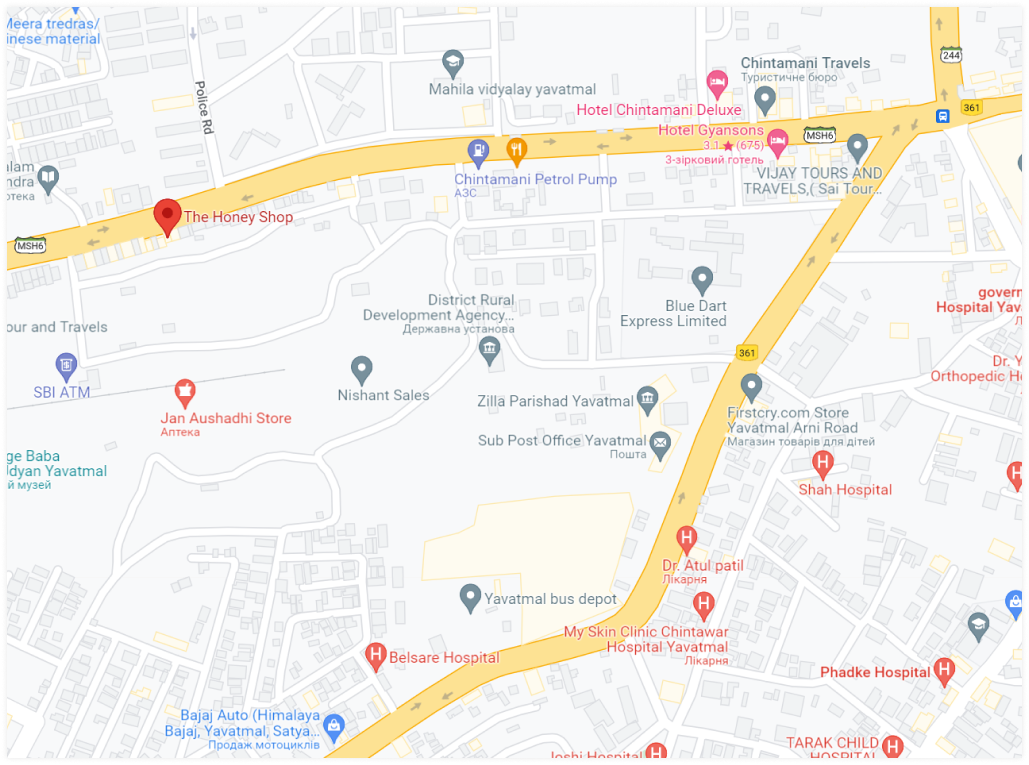 Meera tredras/
inese material
244
Chintamani Travels
Туристичне бюро
Mahila vidyalay yavatmal
Police Rd
Hotel Chintamani Deluxe
361
Hotel Gyansons
3.1 ★ (675)
3-зірковий готель
MSH6
alam
ndra
отека
Chintamani Petrol Pump
АЗС
VIJAY TOURS AND
TRAVELS,( Sai Tour...
The Honey Shop
MSH6
govern
Hospital Yav
District Rural
Development Agency...
Державна установа
Blue Dart
Express Limited
our and Travels
361
Dr. Y
Orthopedic H
SBI ATM
Nishant Sales
Zilla Parishad Yavatmal
Jan Aushadhi Store
Аптека
Firstcry.com Store
Yavatmal Arni Road
Магазин товарів для дітей
Sub Post Office Yavatmal
Пошта
ge Baba
Udyan Yavatmal
й музей
Shah Hospital
Dr. Atul patil
Лікарня
Yavatmal bus depot
My Skin Clinic Chintawar
Hospital Yavatmal
Лікарня
Belsare Hospital
Phadke Hospital
Bajaj Auto (Himalaya
Bajaj, Yavatmal, Satya...
Продаж мотоциклів
Joshi Hospital
TARAK CHILD
HOSPITAL